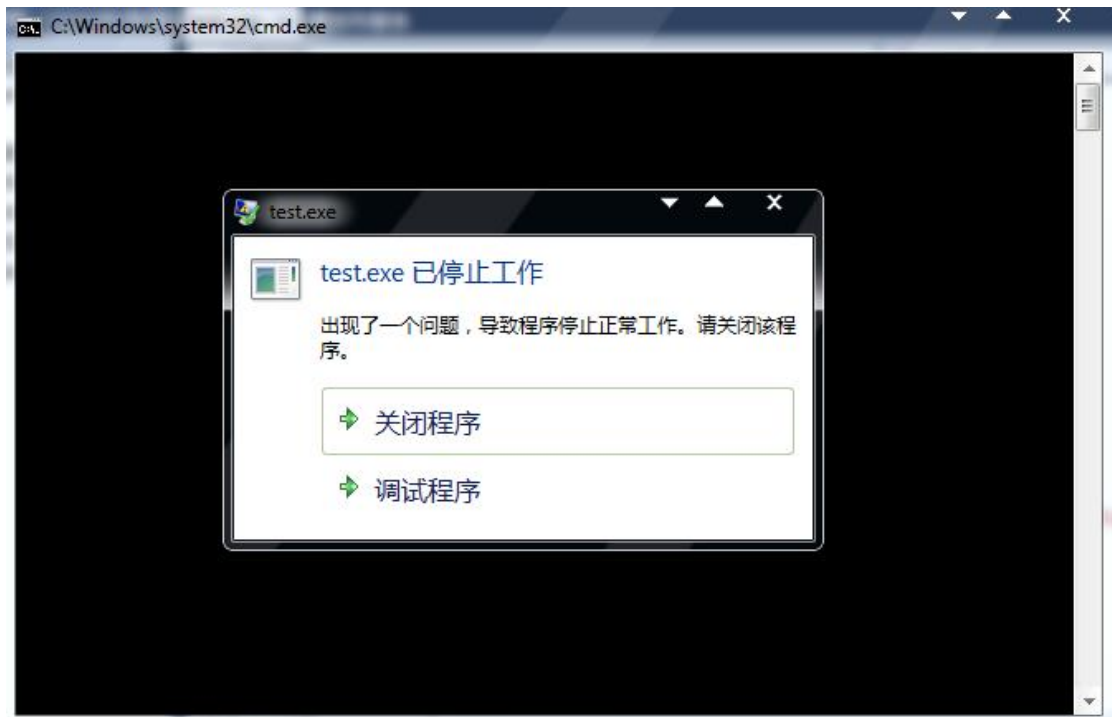 C:\Windows\system32\cmd.exe
test.exe
test.exe 已停止工作
出现了一个问题，导致程序停止正常工作。请关闭该程
序。
关闭程序
调试程序